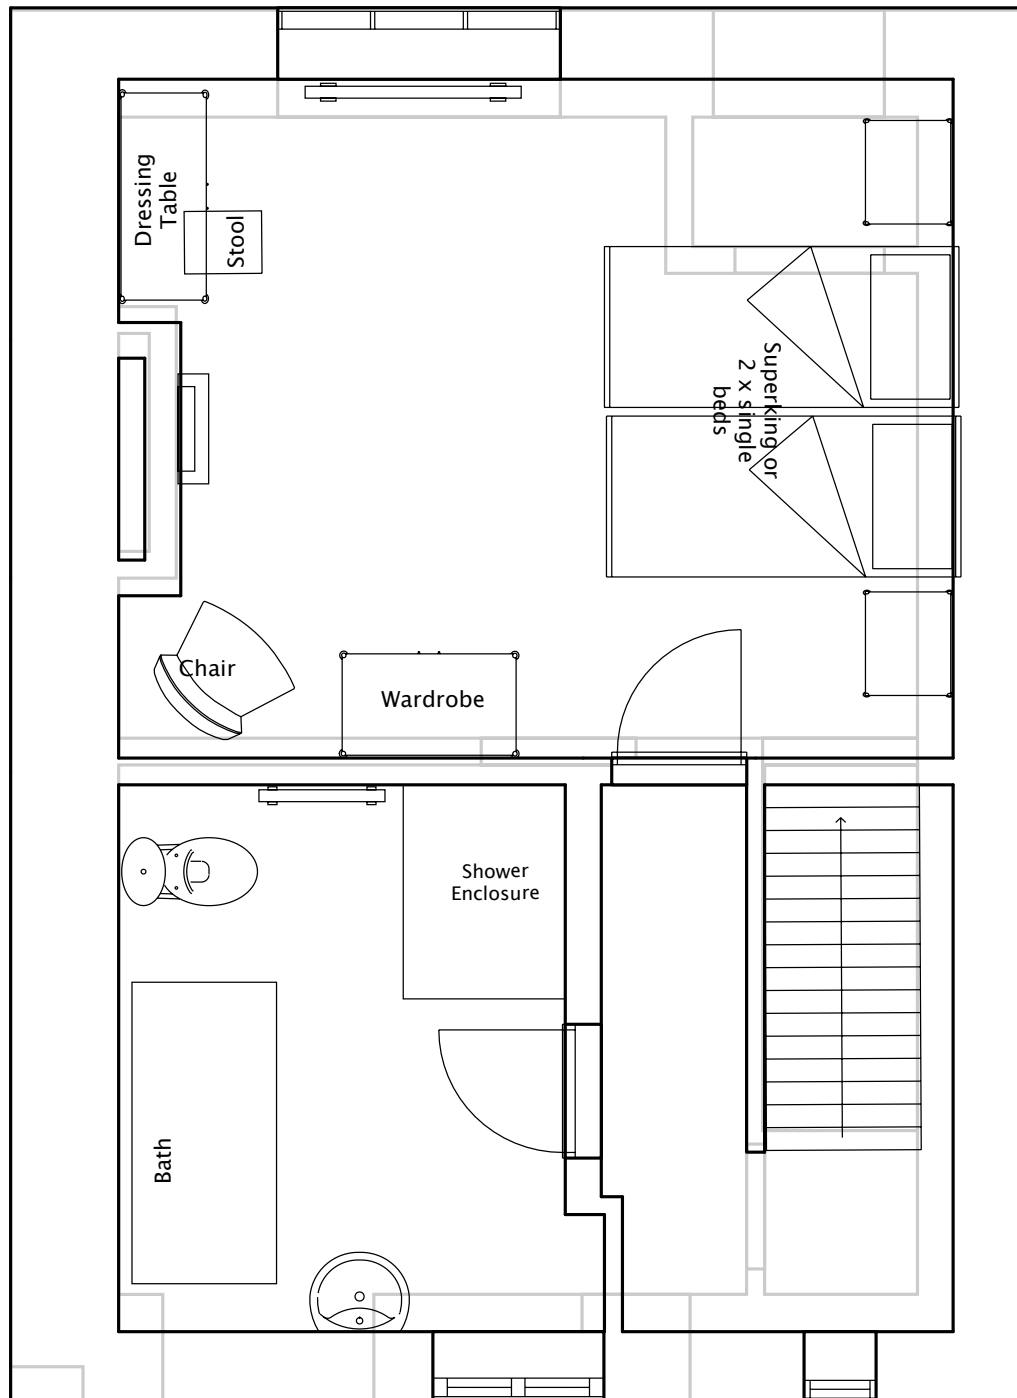 Dressing
Table
Stool
Superking or
2 x single
beds
Chair
Wardrobe
Shower
Enclosure
Bath